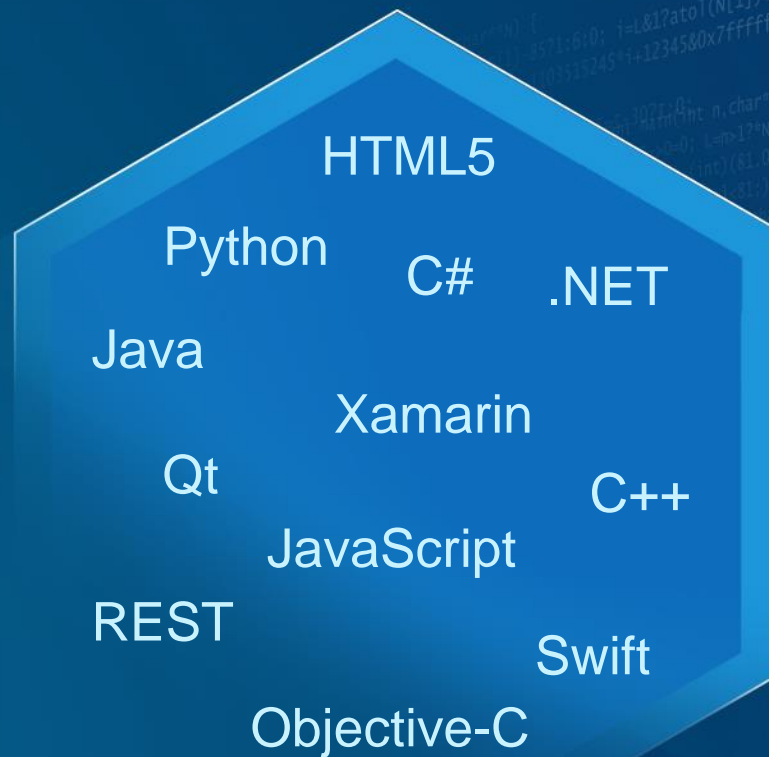 HTML5
Python
C#
.NET
Java
Xamarin
Qt
C++
JavaScript
REST
Swift
Objective-C